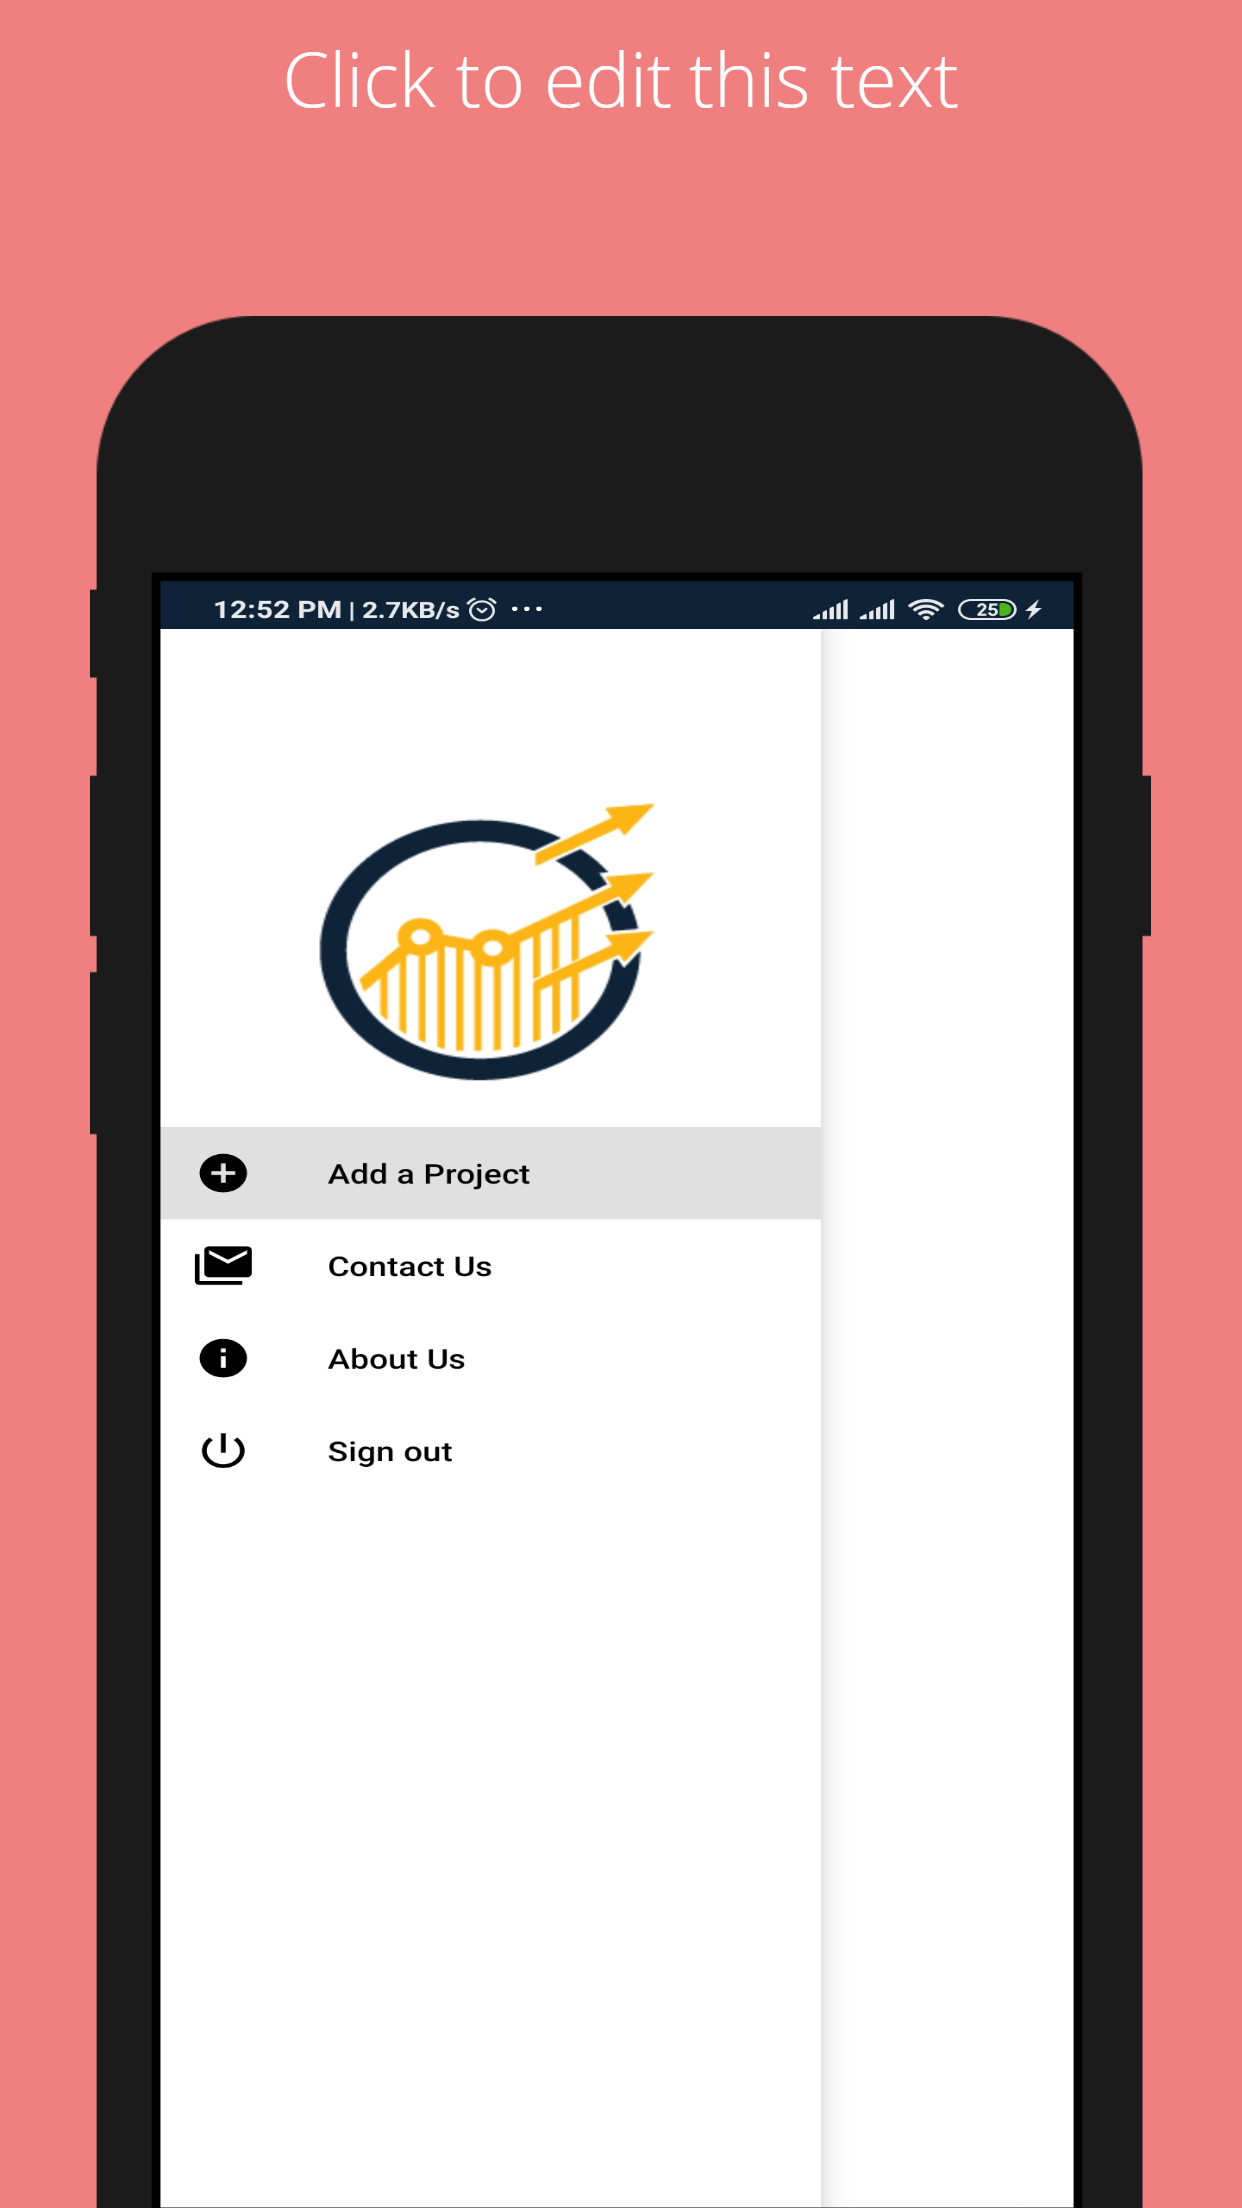 Click to edit this text
12:52 PM | 2.7KB/s ... 25
Add a Project
Contact Us
About Us
Sign out